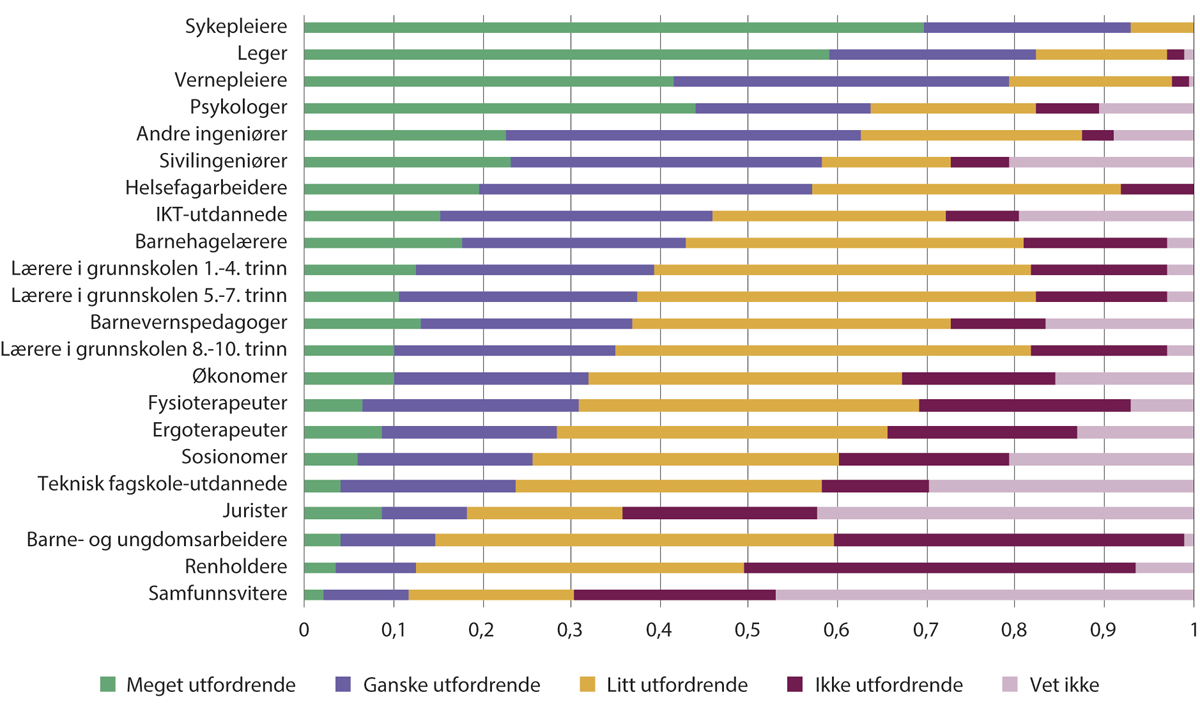 Sykepleiere
Leger
Vernepleiere
Psykologer
Andre ingeniører
Sivilingeniører
Helsefagarbeidere
IKT-utdannede
Barnehagelærere
Lærere i grunnskolen 1.-4. trinn
Lærere i grunnskolen 5.-7. trinn
Barnevernspedagoger
Lærere i grunnskolen 8.-10. trinn
Økonomer
Fysioterapeuter
Ergoterapeuter
Sosionomer
Teknisk fagskole-utdannede
Jurister
Barne- og ungdomsarbeidere
Renholdere
Samfunnsvitere
0 0,1 0,2 0,3 0,4 0,5 0,6 0,7 0,8 0,9 1
Meget utfordrende Ganske utfordrende Litt utfordrende Ikke utfordrende Vet ikke